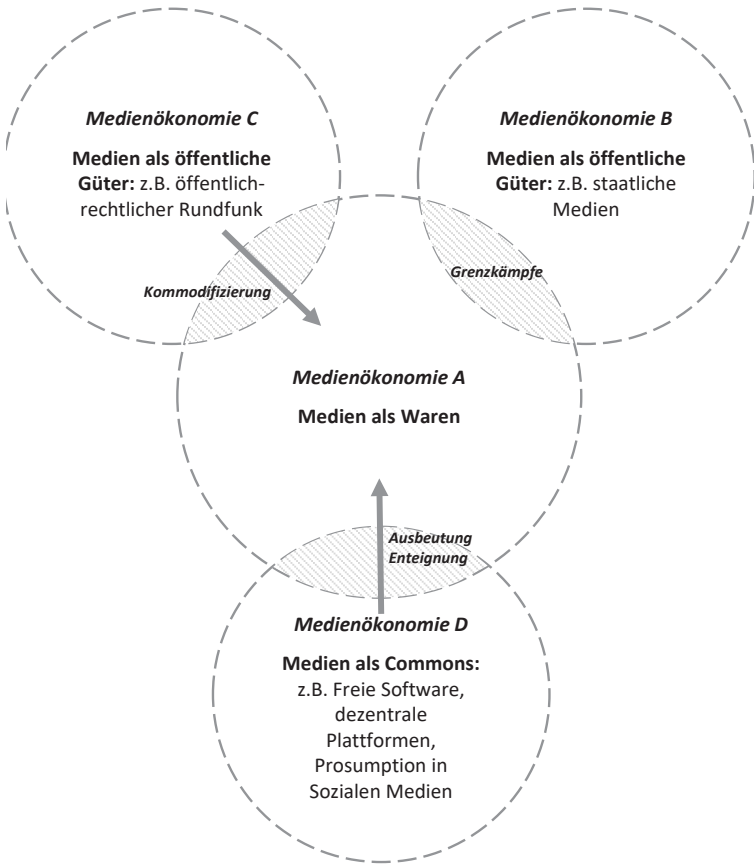 Medienökonomie C
Medien als öffentliche
Güter: z.B. öffentlich-
rechtlicher Rundfunk
Medienökonomie B
Medien als öffentliche
Güter: z.B. staatliche
Medien
Kommodifizierung
Grenzkämpfe
Medienökonomie A
Medien als Waren
Ausbeutung
Enteignung
Medienökonomie D
Medien als Commons:
z.B. Freie Software,
dezentrale
Plattformen,
Prosumption in
Sozialen Medien